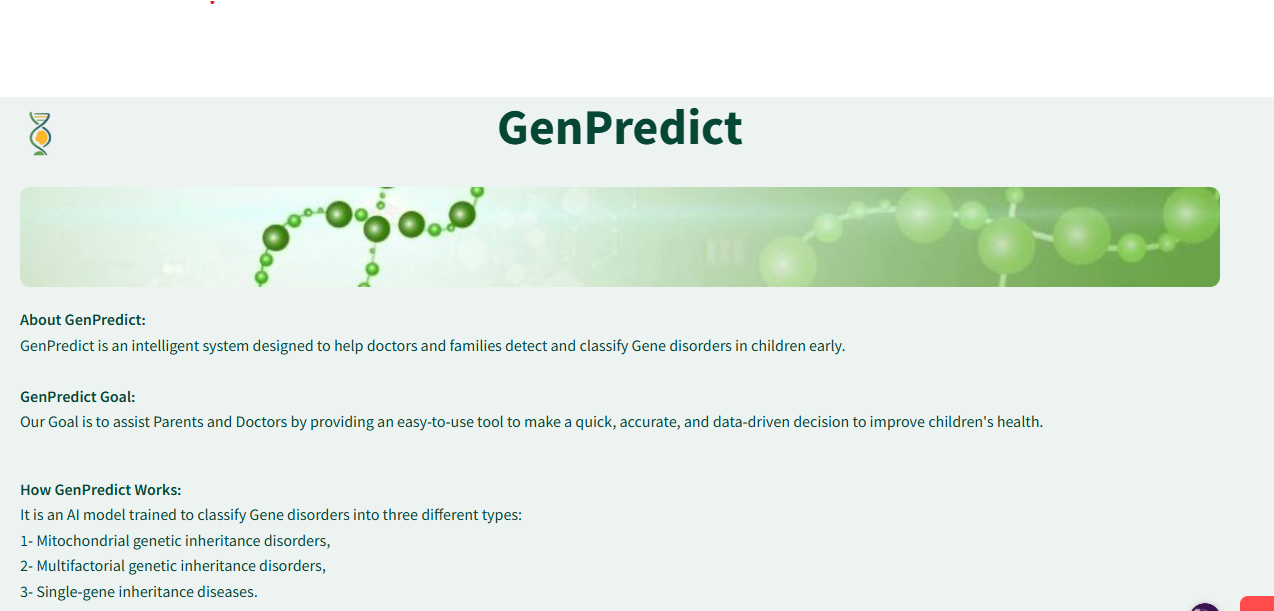 GenPredict
About GenPredict:
GenPredict is an intelligent system designed to help doctors and families detect and classify Gene disorders in children early.
GenPredict Goal:
Our Goal is to assist Parents and Doctors by providing an easy-to-use tool to make a quick, accurate, and data-driven decision to improve children's health.
How GenPredict Works:
It is an AI model trained to classify Gene disorders into three different types:
1- Mitochondrial genetic inheritance disorders,
2- Multifactorial genetic inheritance disorders,
3- Single-gene inheritance diseases.